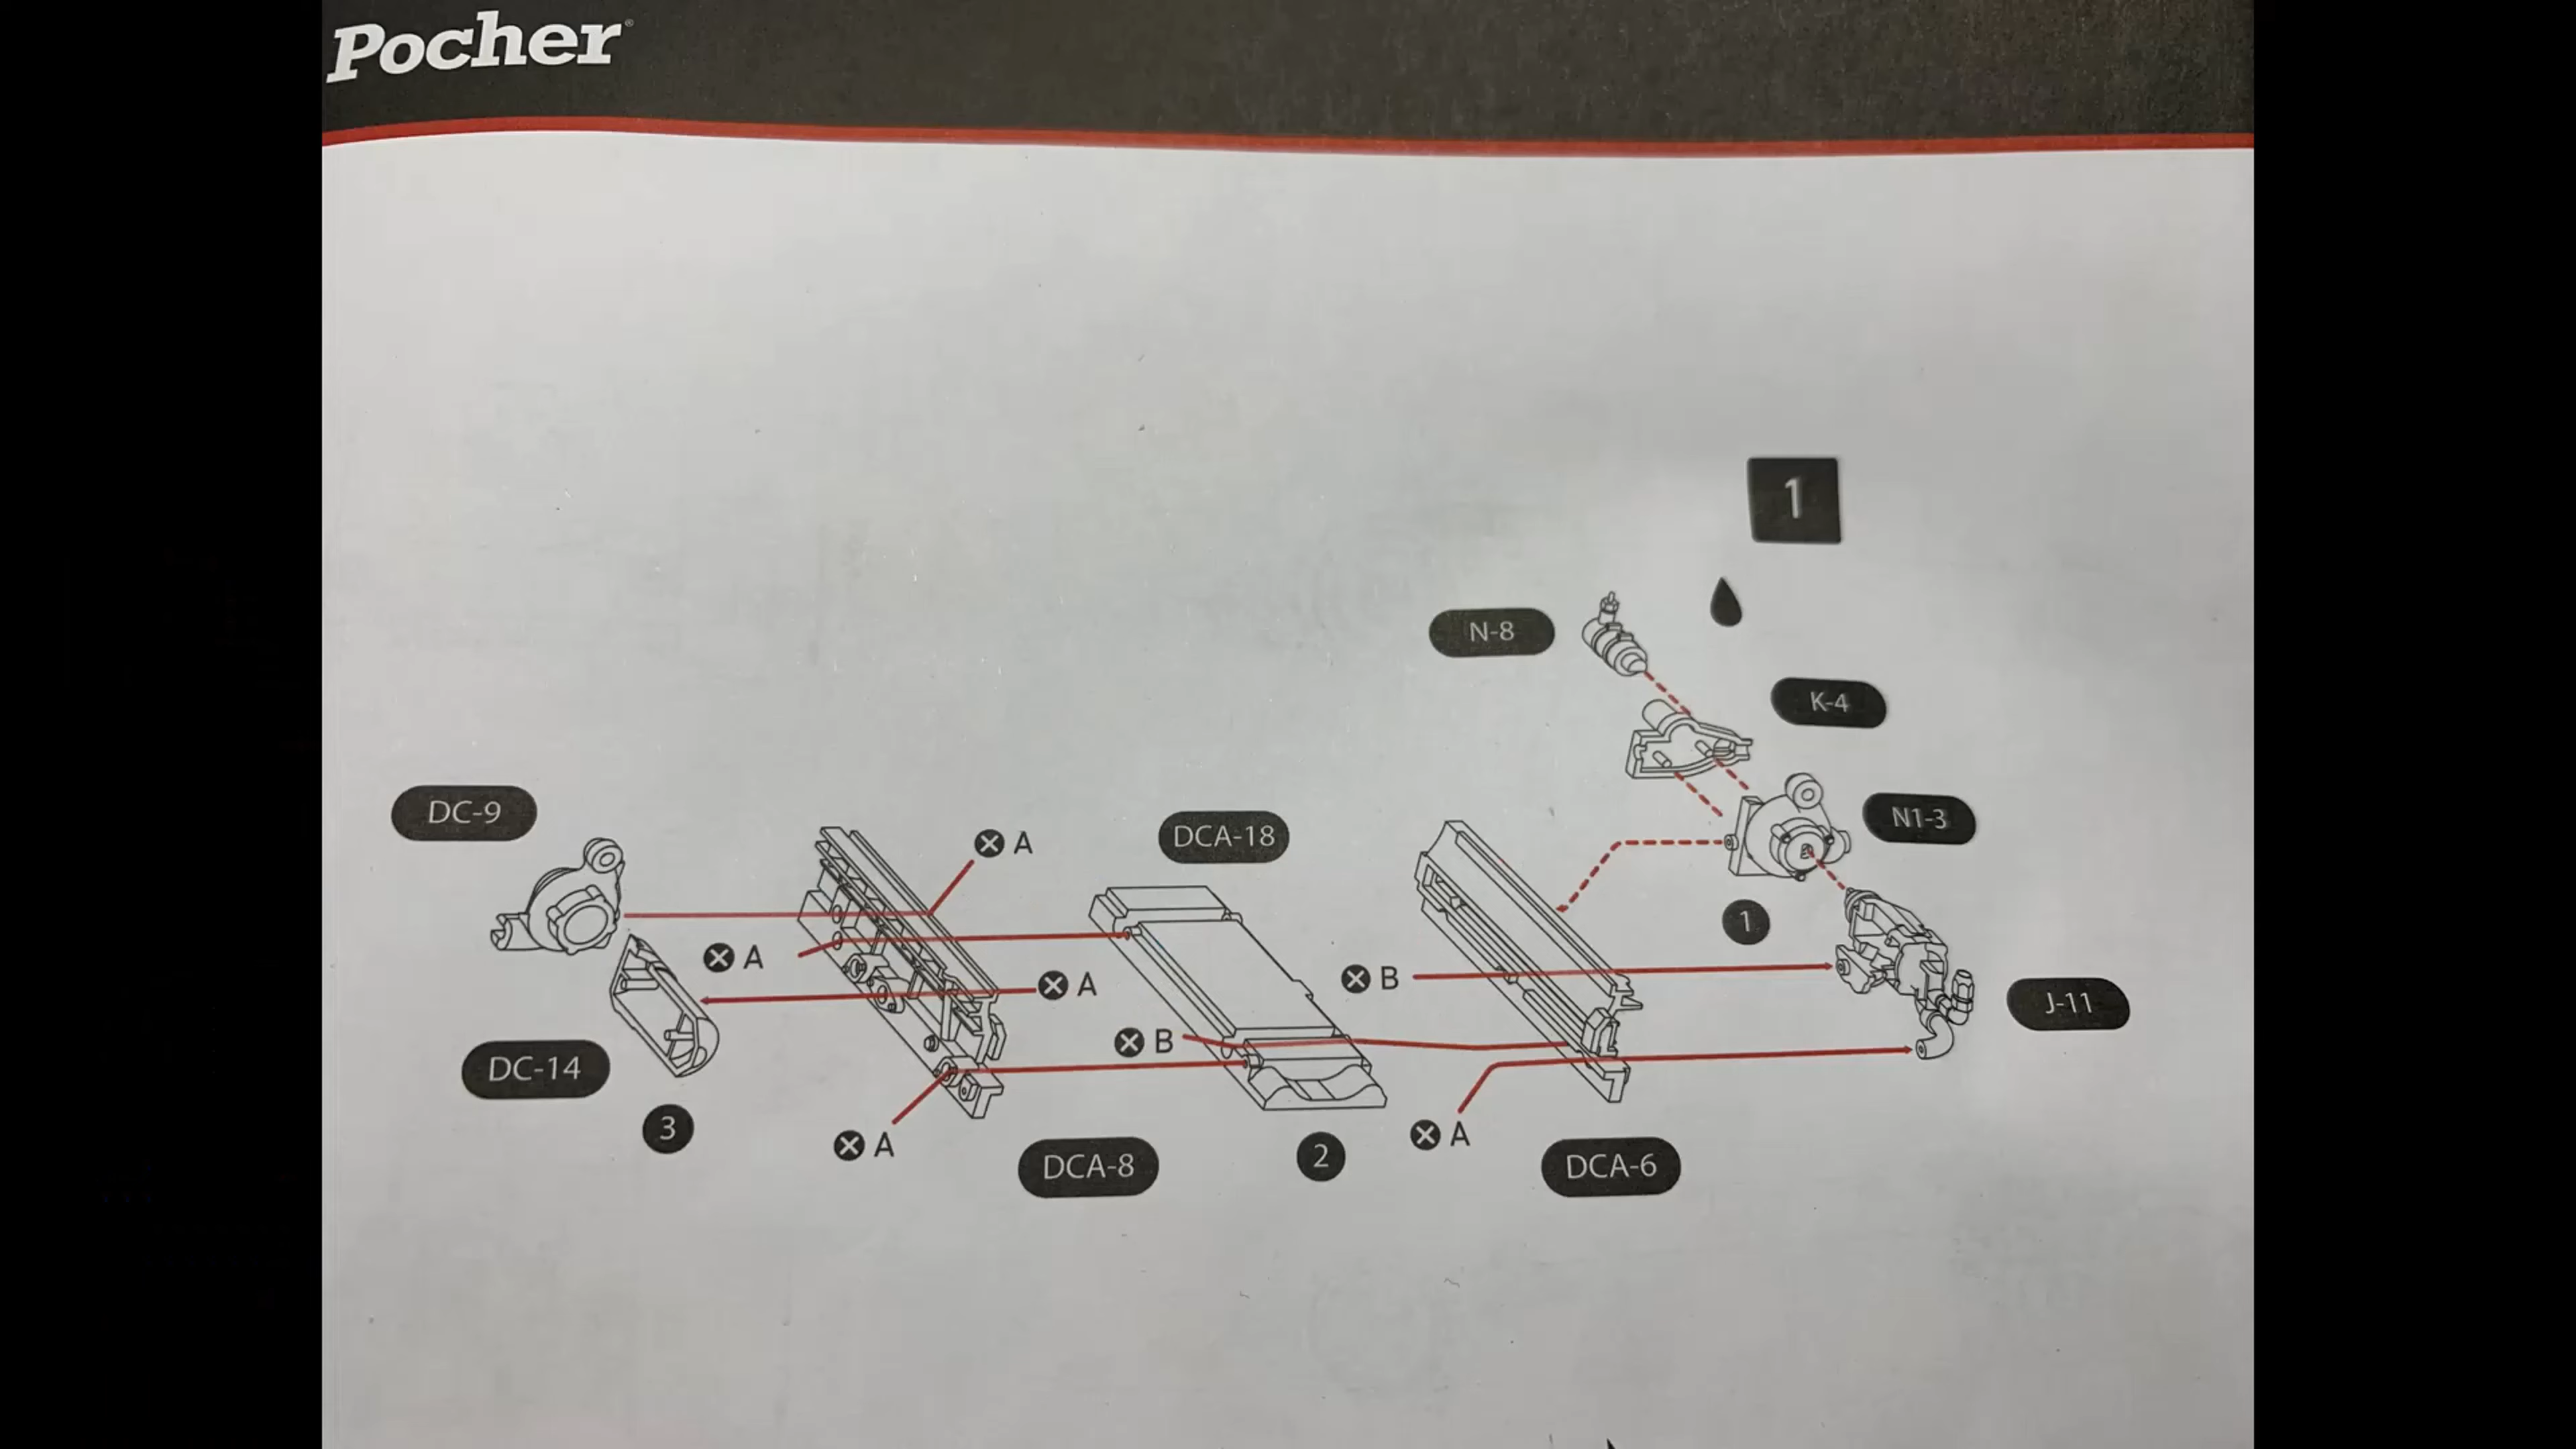 Pocher
1
N-8
K-4
DC-9
N1-3
DCA-18
A
1
A
B
A
J-11
B
DC-14
3
A
A
2
DCA-8
DCA-6